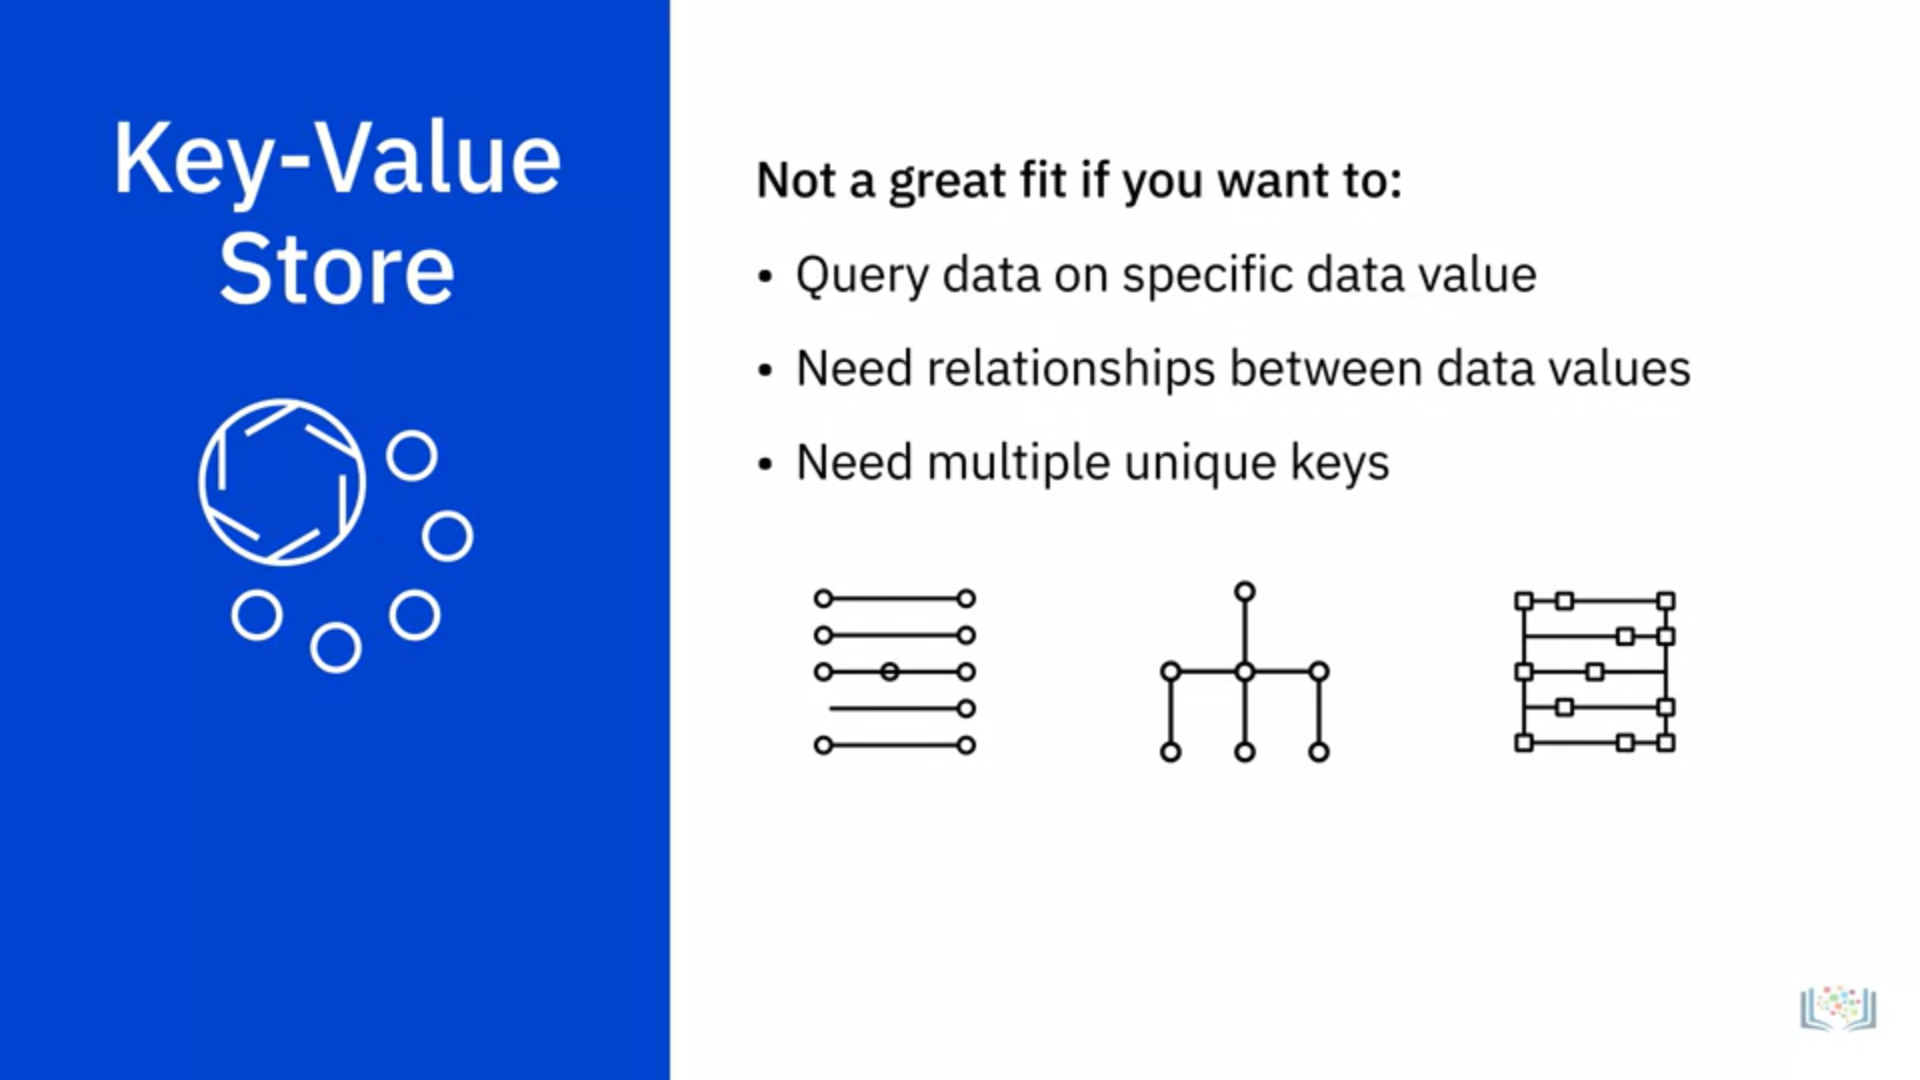 Key-Value
Store
Not a great fit if you want to:
• Query data on specific data value
• Need relationships between data values
• Need multiple unique keys